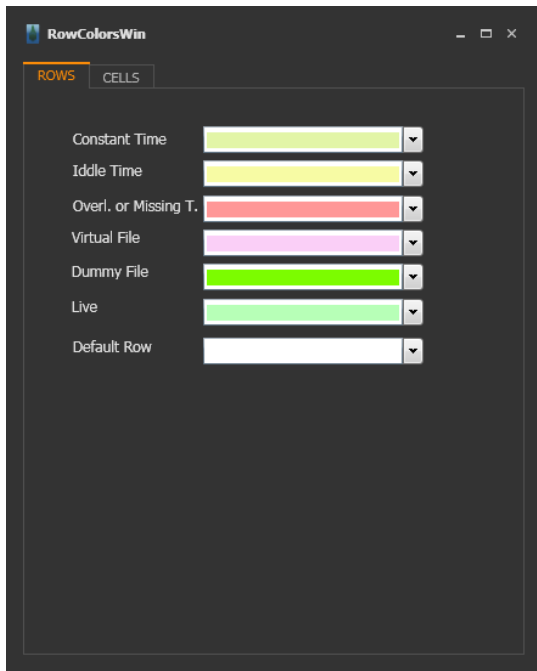 RowColorsWin
ROWS CELLS
Constant Time
Iddle Time
Overl. or Missing T.
Virtual File
Dummy File
Live
Default Row